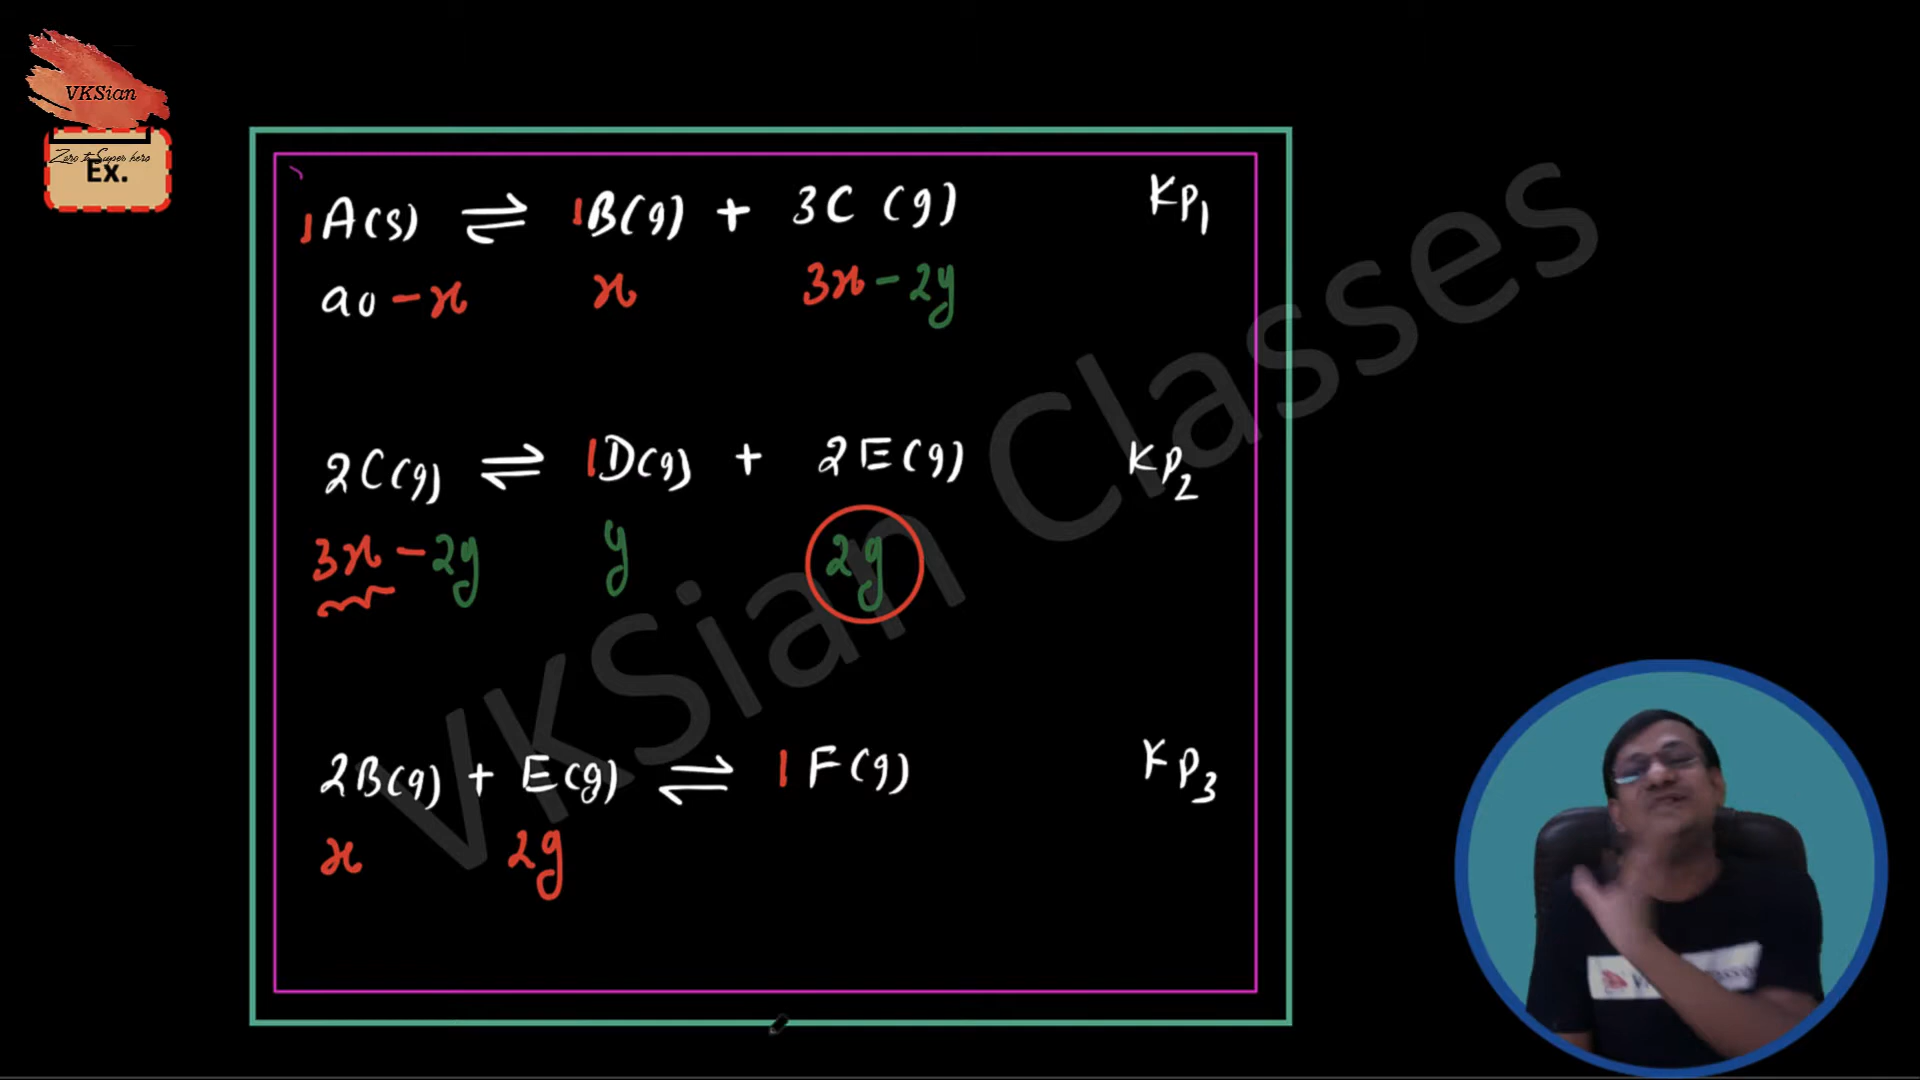 VKSian
Zero to Super hero
Ex.
1A(s) ⇌ 1B(g) + 3C(g) Kp1
a0 - x x 3x - 2y
2C(g) ⇌ 1D(g) + 2E(g) Kp2
3x - 2y y 2y
2B(g) + E(g) ⇌ 1F(g) Kp3
x 2y
VKSian Classes